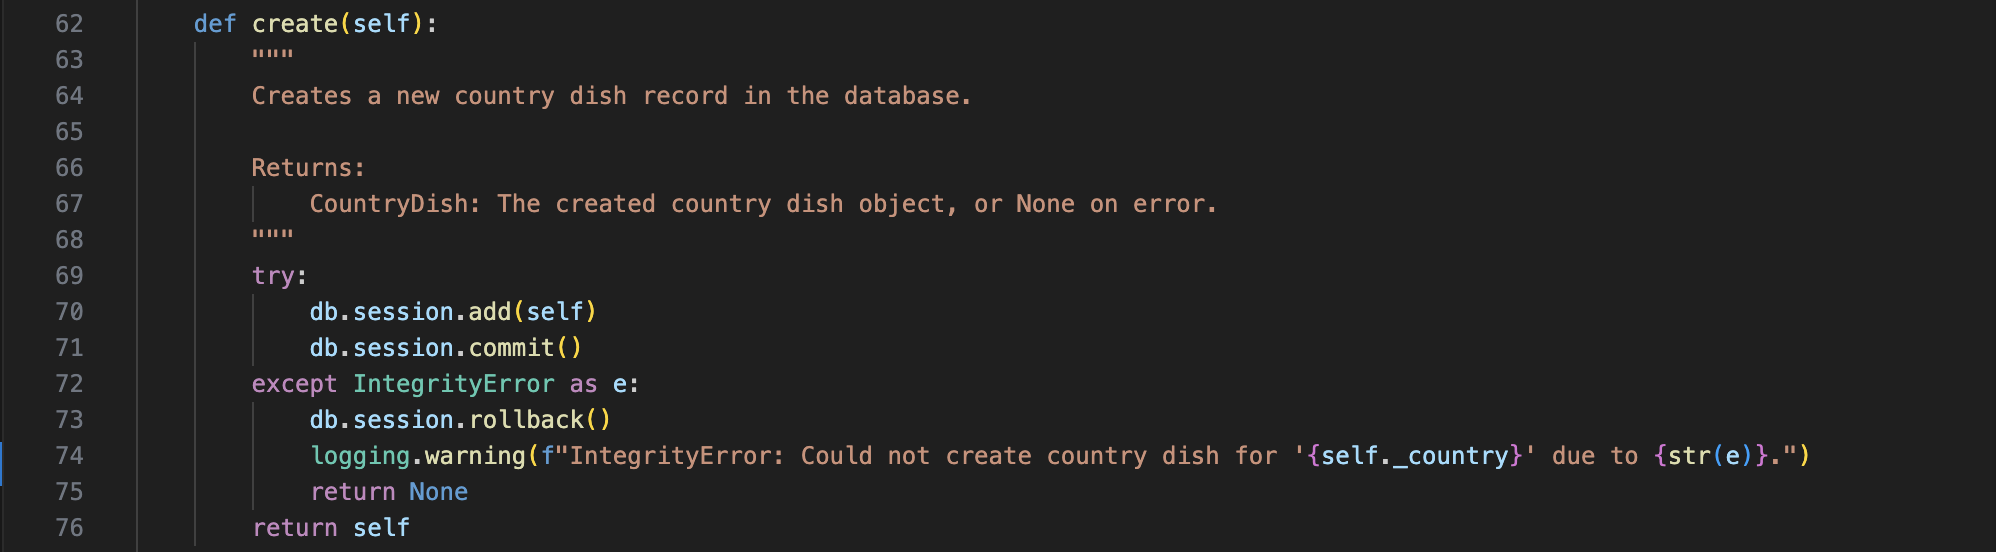 62 def create(self):
63 """
64 Creates a new country dish record in the database.
65
66 Returns:
67 CountryDish: The created country dish object, or None on error.
68 """
69 try:
70 db.session.add(self)
71 db.session.commit()
72 except IntegrityError as e:
73 db.session.rollback()
74 logging.warning(f"IntegrityError: Could not create country dish for '{self._country}' due to {str(e)}.")
75 return None
76 return self